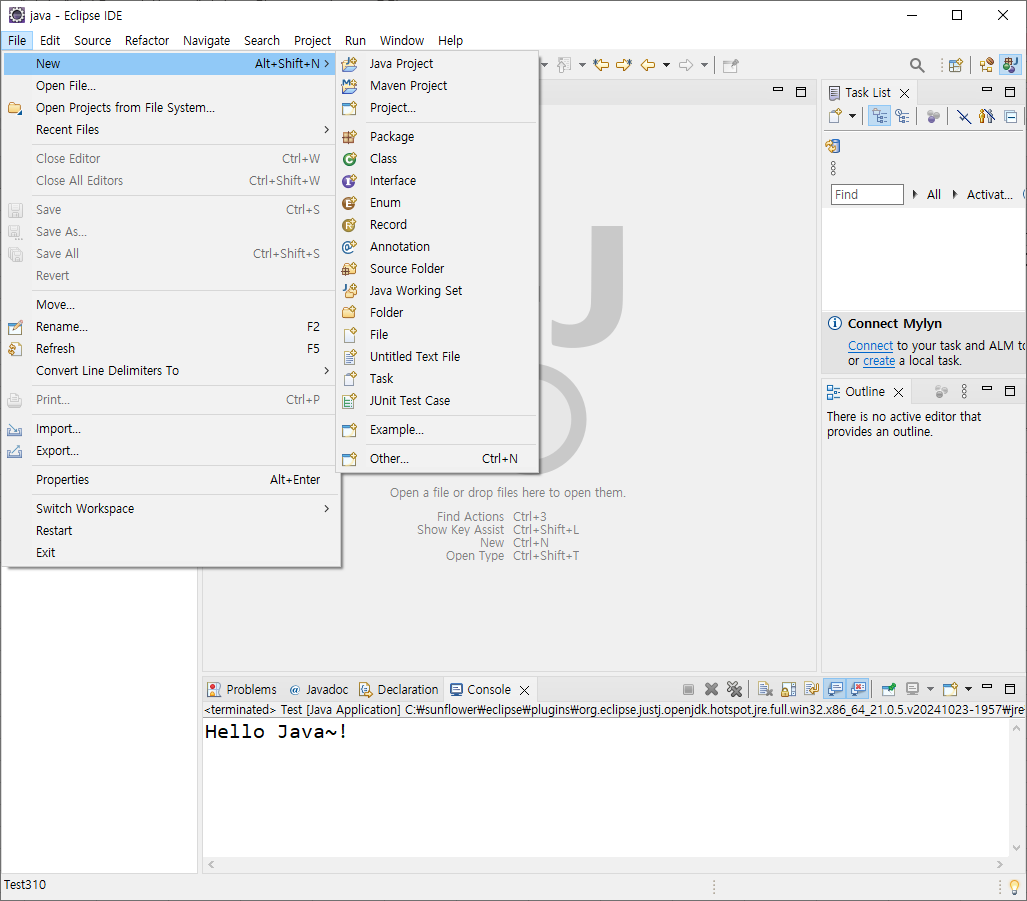 java - Eclipse IDE
File Edit Source Refactor Navigate Search Project Run Window Help
New Alt+Shift+N
Open File...
Open Projects from File System...
Recent Files
Close Editor Ctrl+W
Close All Editors Ctrl+Shift+W
Save Ctrl+S
Save As...
Save All Ctrl+Shift+S
Revert
Move...
Rename... F2
Refresh F5
Convert Line Delimiters To
Print... Ctrl+P
Import...
Export...
Properties Alt+Enter
Switch Workspace
Restart
Exit
Java Project
Maven Project
Project...
Package
Class
Interface
Enum
Record
Annotation
Source Folder
Java Working Set
Folder
File
Untitled Text File
Task
JUnit Test Case
Example...
Other... Ctrl+N
Open a file or drop files here to open them.
Find Actions Ctrl+3
Show Key Assist Ctrl+Shift+L
New Ctrl+N
Open Type Ctrl+Shift+T
Task List
Find All Activat...
Connect Mylyn
Connect to your task and ALM to
or create a local task.
Outline
There is no active editor that
provides an outline.
Problems @ Javadoc Declaration Console
<terminated> Test [Java Application] C:₩sunflower₩eclipse₩plugins₩org.eclipse.justj.openjdk.hotspot.jre.full.win32.x86_64_21.0.5.v20241023-1957₩jre
Hello Java~!
Test310